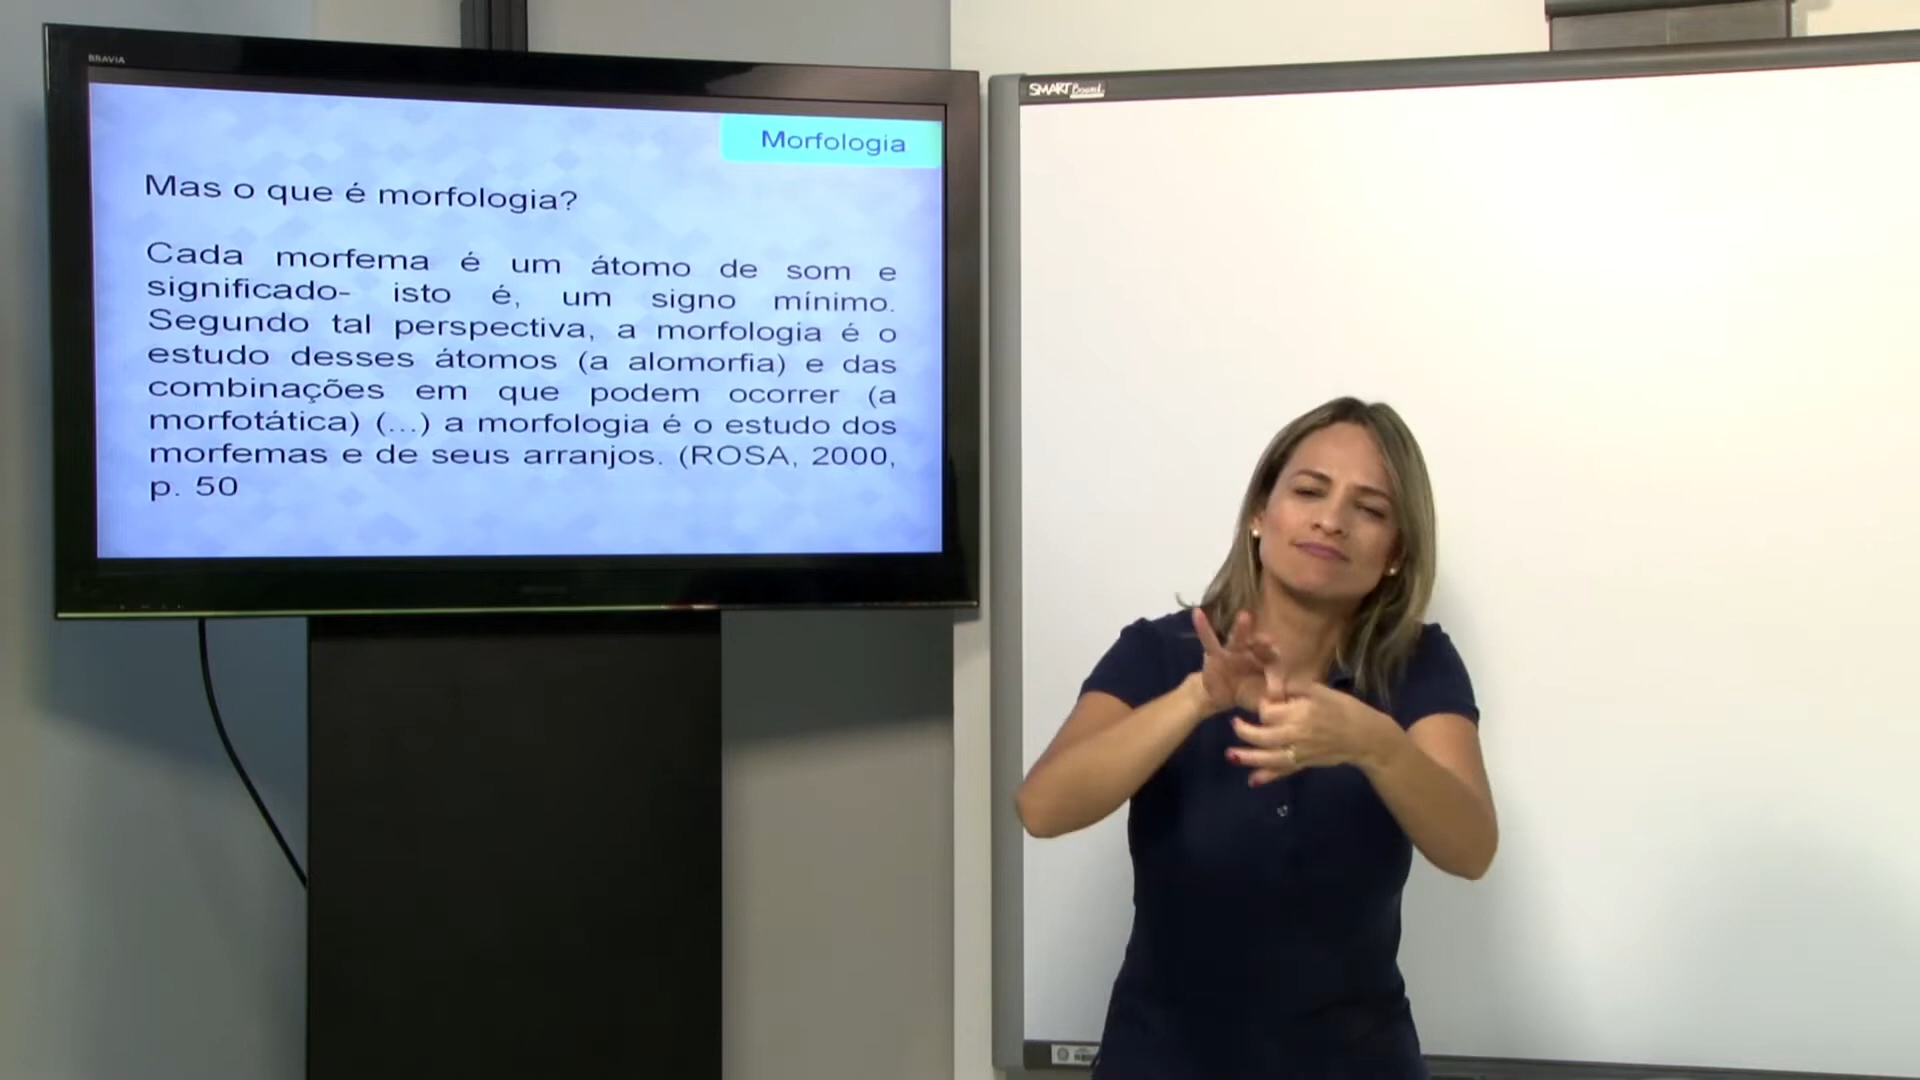 BRAVIA
Morfologia
Mas o que é morfologia?
Cada morfema é um átomo de som e
significado- isto é, um signo mínimo.
Segundo tal perspectiva, a morfologia é o
estudo desses átomos (a alomorfia) e das
combinações em que podem ocorrer (a
morfotática) (...) a morfologia é o estudo dos
morfemas e de seus arranjos. (ROSA, 2000,
p. 50
SMART Board